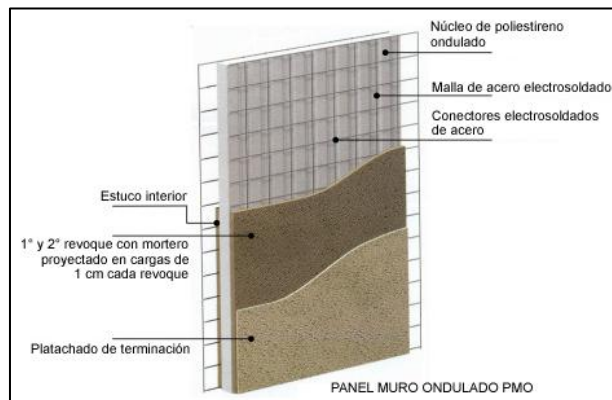 Núcleo de poliestireno
ondulado
Malla de acero electrosoldado
Conectores electrosoldados
de acero
Estuco interior
1° y 2° revoque con mortero
proyectado en cargas de
1 cm cada revoque
Platachado de terminación
PANEL MURO ONDULADO PMO